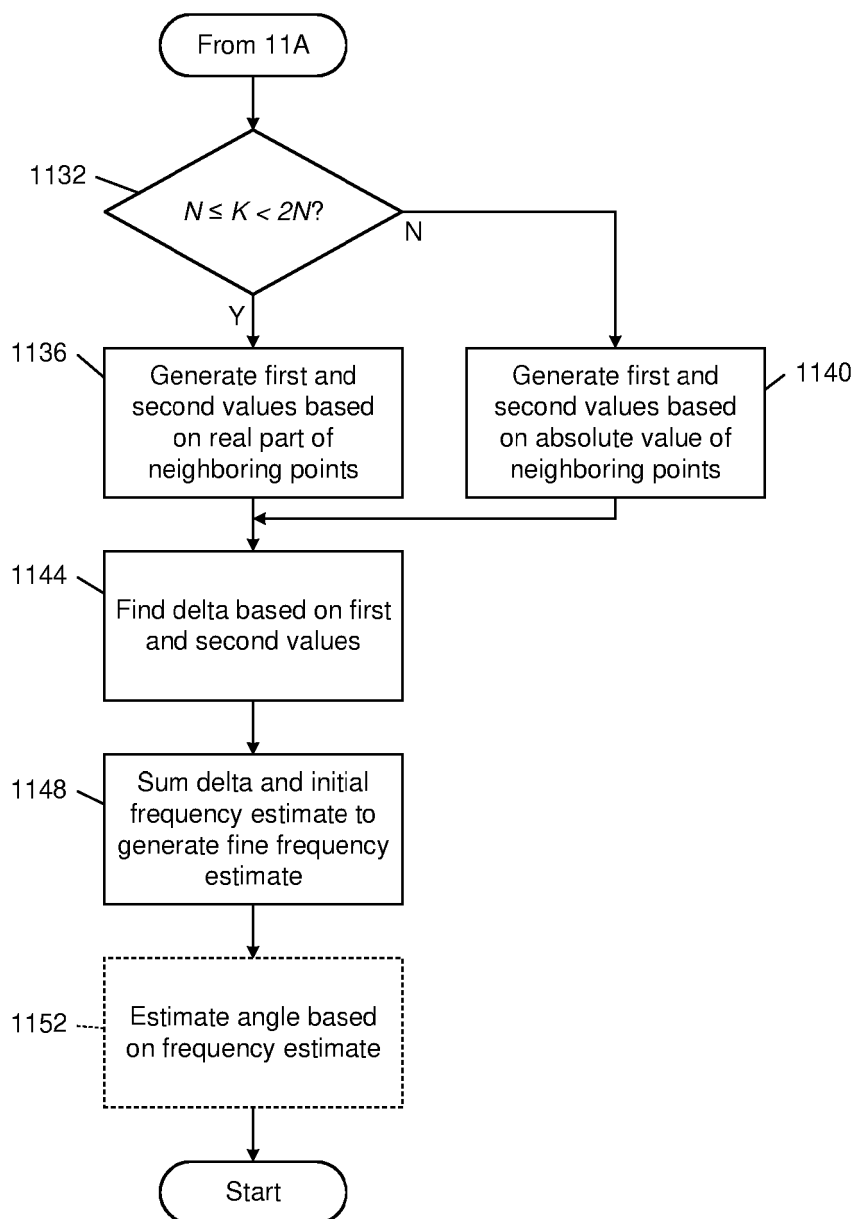 From 11A
1132
N ≤ K < 2N?
N
Y
1136
Generate first and
second values based
on real part of
neighboring points
Generate first and
second values based
on absolute value of
neighboring points
1140
1144
Find delta based on first
and second values
1148
Sum delta and initial
frequency estimate to
generate fine frequency
estimate
1152
Estimate angle based
on frequency estimate
Start